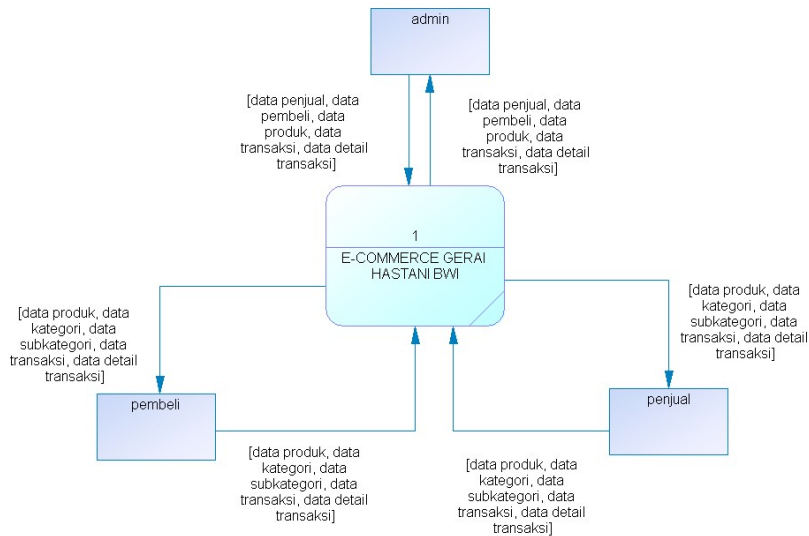 admin
[data penjual, data
pembeli, data
produk, data
transaksi, data detail
transaksi]
[data penjual, data
pembeli, data
produk, data
transaksi, data detail
transaksi]
1
E-COMMERCE GERAI
HASTANI BWI
[data produk, data
kategori, data
subkategori, data
transaksi, data detail
transaksi]
[data produk, data
kategori, data
subkategori, data
transaksi, data detail
transaksi]
pembeli
penjual
[data produk, data
kategori, data
subkategori, data
transaksi, data detail
transaksi]
[data produk, data
kategori, data
subkategori, data
transaksi, data detail
transaksi]